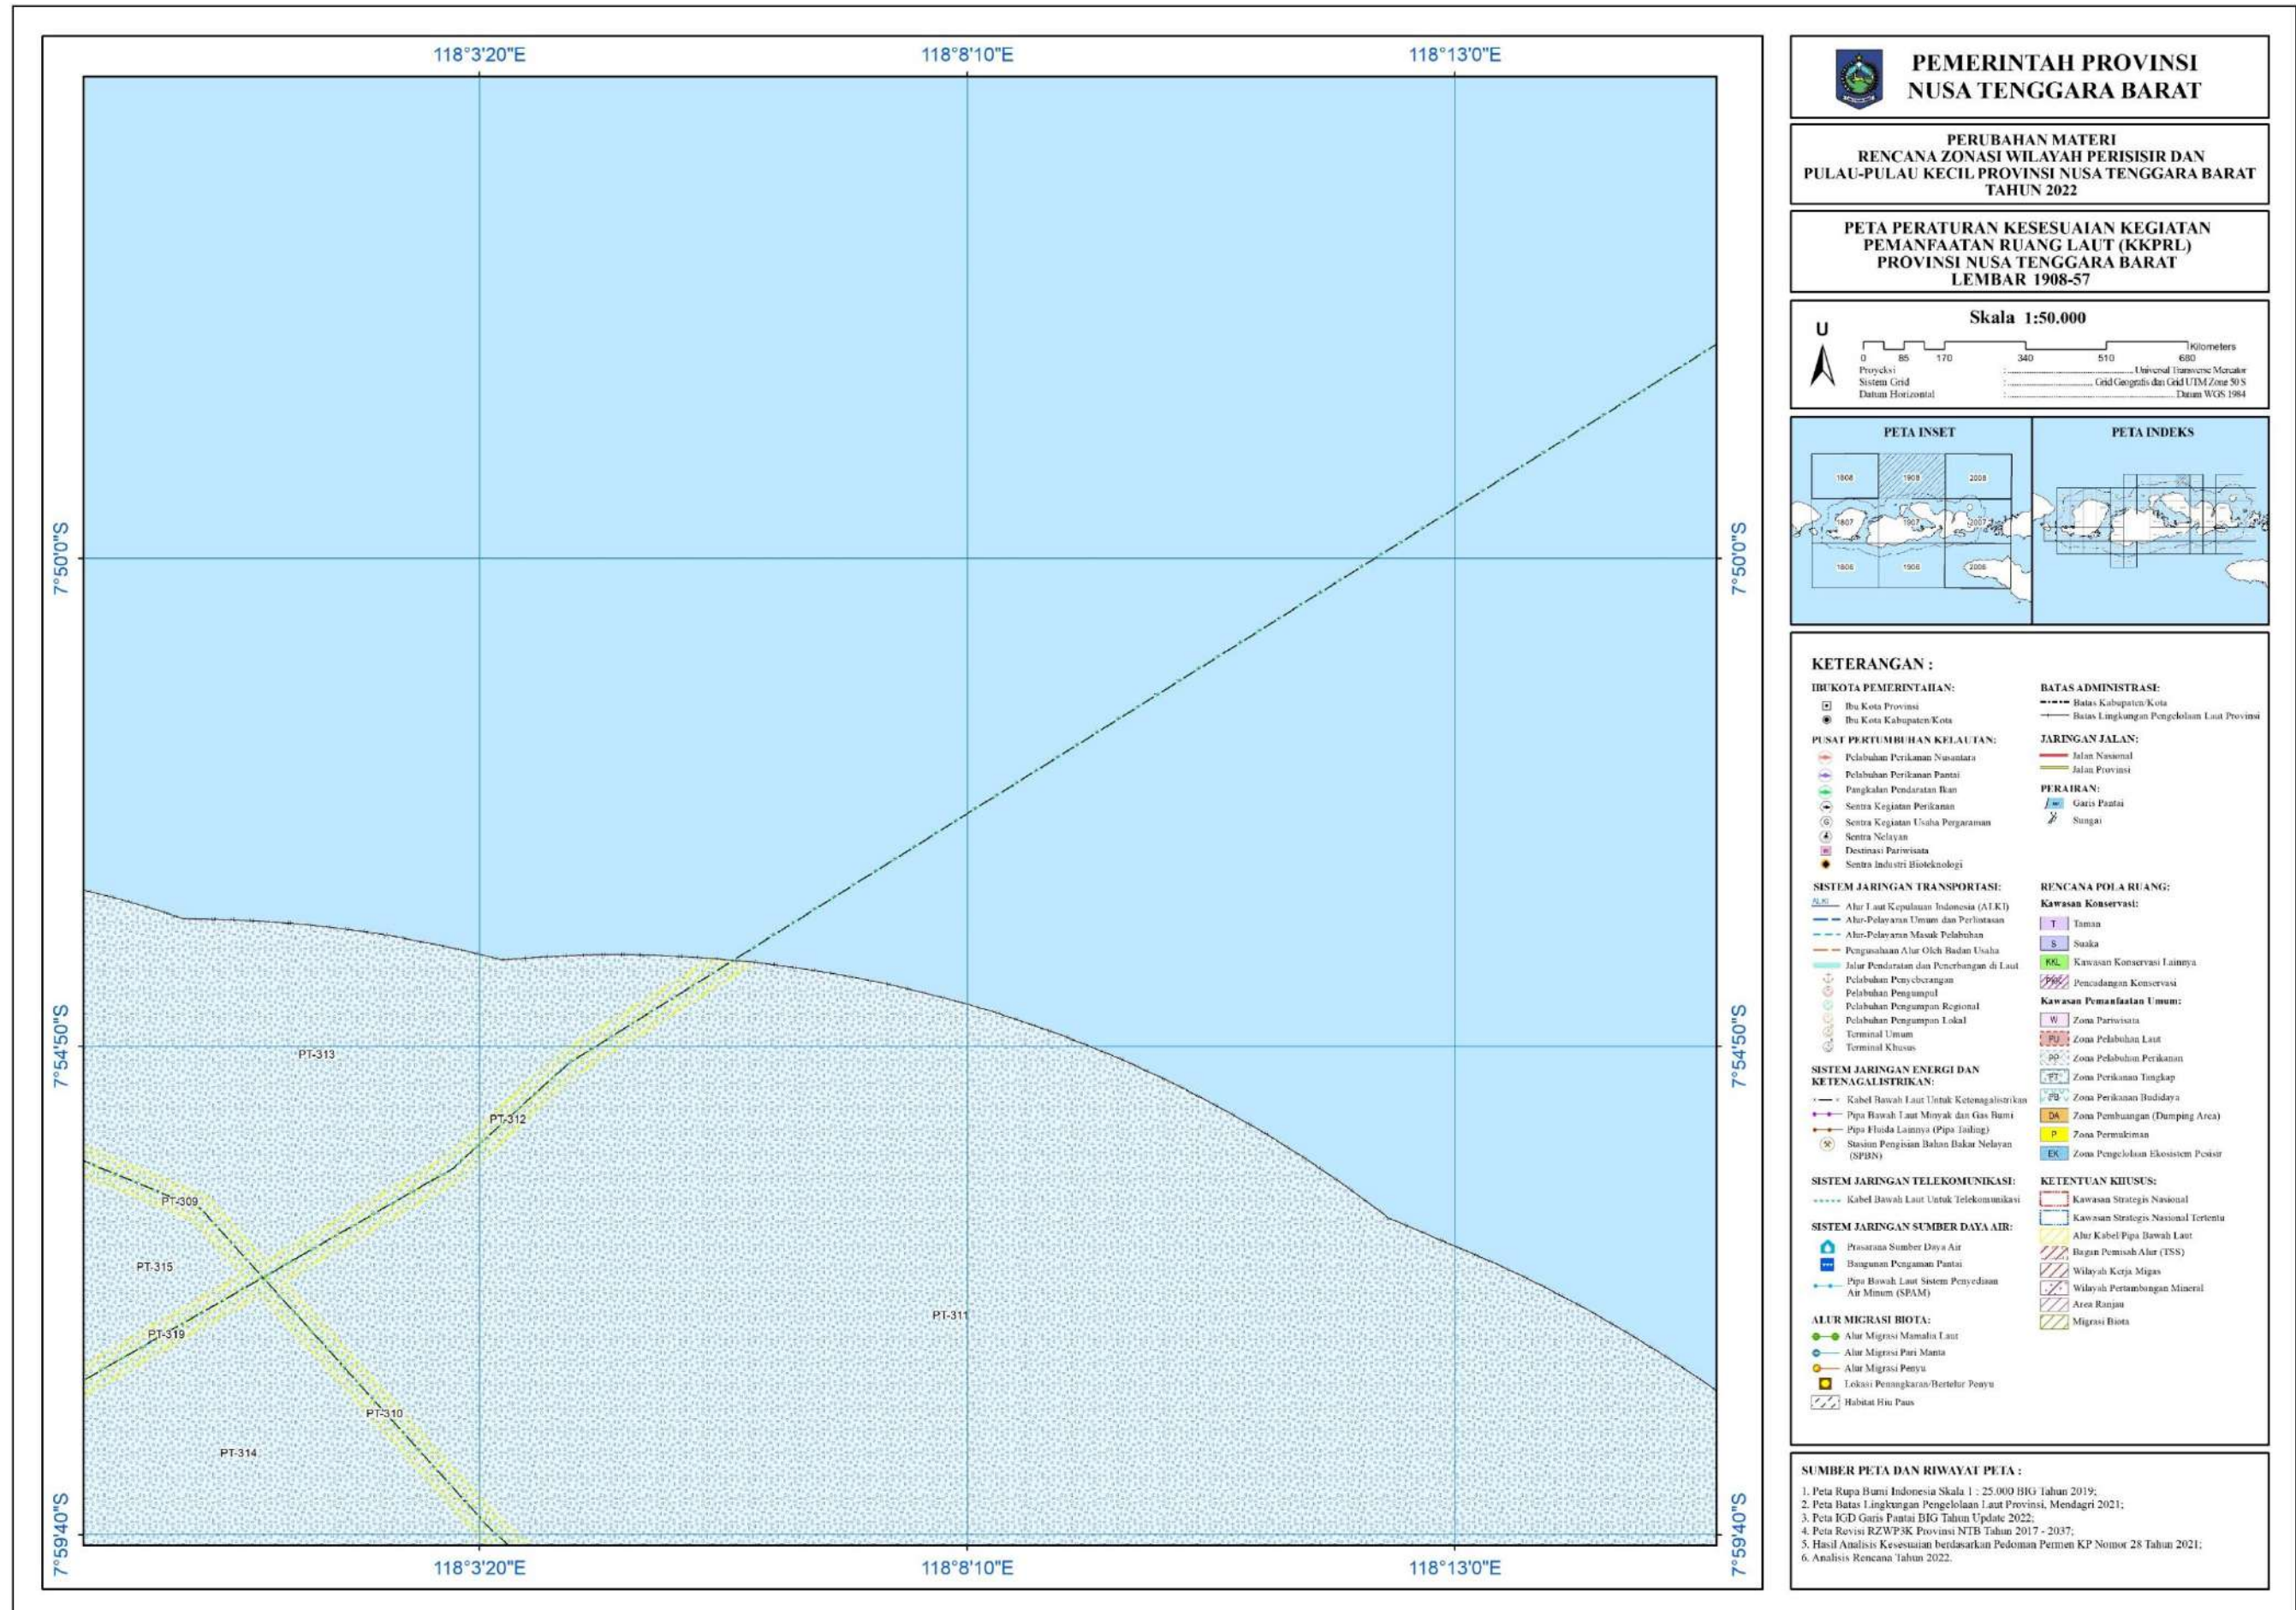 118°3'20"E
118°8'10"E
118°13'0"E
7°50'0"S
7°50'0"S
7°54'50"S
7°54'50"S
7°59'40"S
7°59'40"S
PT-313
PT-312
PT-309
PT-315
PT-311
PT-319
PT-310
PT-314
118°3'20"E
118°8'10"E
118°13'0"E
PEMERINTAH PROVINSI
NUSA TENGGARA BARAT
PERUBAHAN MATERI
RENCANA ZONASI WILAYAH PERISISIR DAN
PULAU-PULAU KECIL PROVINSI NUSA TENGGARA BARAT
TAHUN 2022
PETA PERATURAN KESESUAIAN KEGIATAN
PEMANFAATAN RUANG LAUT (KKPRL)
PROVINSI NUSA TENGGARA BARAT
LEMBAR 1908-57
Skala 1:50.000
U
Kilometers
0 85 170 340 510 680
Proyeksi : Universal Transverse Mercator
Sistem Grid : Grid Geografis dan Grid UTM Zone 50 S
Datum Horizontal : Datum WGS 1984
PETA INSET
1808 1908 2008
1807 1907 2007
1806 1906 2006
PETA INDEKS
KETERANGAN :
IBUKOTA PEMERINTAHAN:
Ibu Kota Provinsi
Ibu Kota Kabupaten/Kota
PUSAT PERTUMBUHAN KELAUTAN:
Pelabuhan Perikanan Nusantara
Pelabuhan Perikanan Pantai
Pangkalan Pendaratan Ikan
Sentra Kegiatan Perikanan
Sentra Kegiatan Usaha Pergaraman
Sentra Nelayan
Destinasi Pariwisata
Sentra Industri Bioteknologi
SISTEM JARINGAN TRANSPORTASI:
ALKI Alur Laut Kepulauan Indonesia (ALKI)
Alur-Pelayaran Umum dan Perlintasan
Alur-Pelayaran Masuk Pelabuhan
Pengusahaan Alur Oleh Badan Usaha
Jalur Pendaratan dan Penerbangan di Laut
Pelabuhan Penyeberangan
Pelabuhan Pengumpul
Pelabuhan Pengumpan Regional
Pelabuhan Pengumpan Lokal
Terminal Umum
Terminal Khusus
SISTEM JARINGAN ENERGI DAN
KETENAGALISTRIKAN:
Kabel Bawah Laut Untuk Ketenagalistrikan
Pipa Bawah Laut Minyak dan Gas Bumi
Pipa Fluida Lainnya (Pipa Tailing)
Stasiun Pengisian Bahan Bakar Nelayan
(SPBN)
SISTEM JARINGAN TELEKOMUNIKASI:
Kabel Bawah Laut Untuk Telekomunikasi
SISTEM JARINGAN SUMBER DAYA AIR:
Prasarana Sumber Daya Air
Bangunan Pengaman Pantai
Pipa Bawah Laut Sistem Penyediaan
Air Minum (SPAM)
ALUR MIGRASI BIOTA:
Alur Migrasi Mamalia Laut
Alur Migrasi Pari Manta
Alur Migrasi Penyu
Lokasi Penangkaran/Bertelur Penyu
Habitat Hiu Paus
BATAS ADMINISTRASI:
Batas Kabupaten/Kota
Batas Lingkungan Pengelolaan Laut Provinsi
JARINGAN JALAN:
Jalan Nasional
Jalan Provinsi
PERAIRAN:
Garis Pantai
Sungai
RENCANA POLA RUANG:
Kawasan Konservasi:
T Taman
S Suaka
KKL Kawasan Konservasi Lainnya
Pencadangan Konservasi
Kawasan Pemanfaatan Umum:
W Zona Pariwisata
PU Zona Pelabuhan Laut
PP Zona Pelabuhan Perikanan
PT Zona Perikanan Tangkap
PB Zona Perikanan Budidaya
DA Zona Pembuangan (Dumping Area)
P Zona Permukiman
EK Zona Pengelolaan Ekosistem Pesisir
KETENTUAN KHUSUS:
Kawasan Strategis Nasional
Kawasan Strategis Nasional Tertentu
Alur Kabel/Pipa Bawah Laut
Bagan Pemisah Alur (TSS)
Wilayah Kerja Migas
Wilayah Pertambangan Mineral
Area Ranjau
Migrasi Biota
SUMBER PETA DAN RIWAYAT PETA :
1. Peta Rupa Bumi Indonesia Skala 1 : 25.000 BIG Tahun 2019;
2. Peta Batas Lingkungan Pengelolaan Laut Provinsi, Mendagri 2021;
3. Peta IGD Garis Pantai BIG Tahun Update 2022;
4. Peta Revisi RZWP3K Provinsi NTB Tahun 2017 - 2037;
5. Hasil Analisis Kesesuaian berdasarkan Pedoman Permen KP Nomor 28 Tahun 2021;
6. Analisis Rencana Tahun 2022.